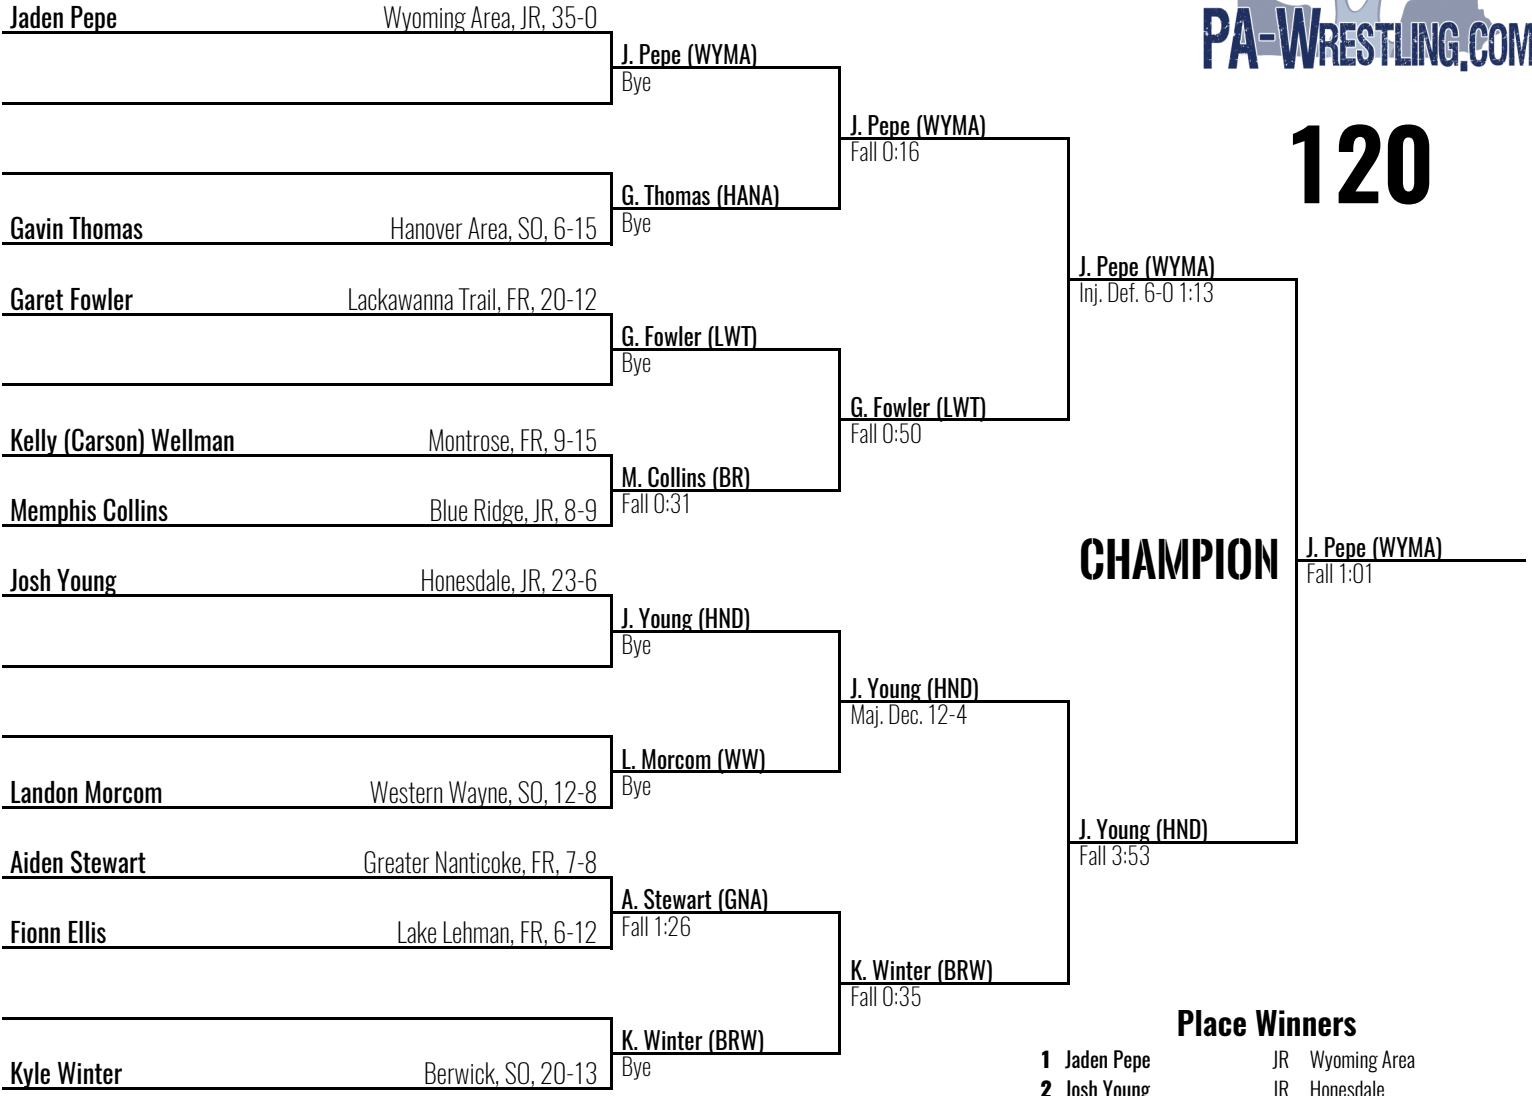 Jaden Pepe Wyoming Area, JR, 35-0
J. Pepe (WYMA)
Bye
J. Pepe (WYMA)
Fall 0:16
G. Thomas (HANA)
Bye
Gavin Thomas Hanover Area, SO, 6-15
Garet Fowler Lackawanna Trail, FR, 20-12
G. Fowler (LWT)
Bye
G. Fowler (LWT)
Fall 0:50
Kelly (Carson) Wellman Montrose, FR, 9-15
M. Collins (BR)
Fall 0:31
Memphis Collins Blue Ridge, JR, 8-9
J. Pepe (WYMA)
Inj. Def. 6-0 1:13
Josh Young Honesdale, JR, 23-6
J. Young (HND)
Bye
J. Young (HND)
Maj. Dec. 12-4
L. Morcom (WW)
Bye
Landon Morcom Western Wayne, SO, 12-8
Aiden Stewart Greater Nanticoke, FR, 7-8
A. Stewart (GNA)
Fall 1:26
Fionn Ellis Lake Lehman, FR, 6-12
K. Winter (BRW)
Fall 0:35
K. Winter (BRW)
Bye
Kyle Winter Berwick, SO, 20-13
J. Young (HND)
Fall 3:53
CHAMPION
J. Pepe (WYMA)
Fall 1:01
PA-WRESTLING.COM
120
Place Winners
1 Jaden Pepe JR Wyoming Area
2 Josh Young JR Honesdale